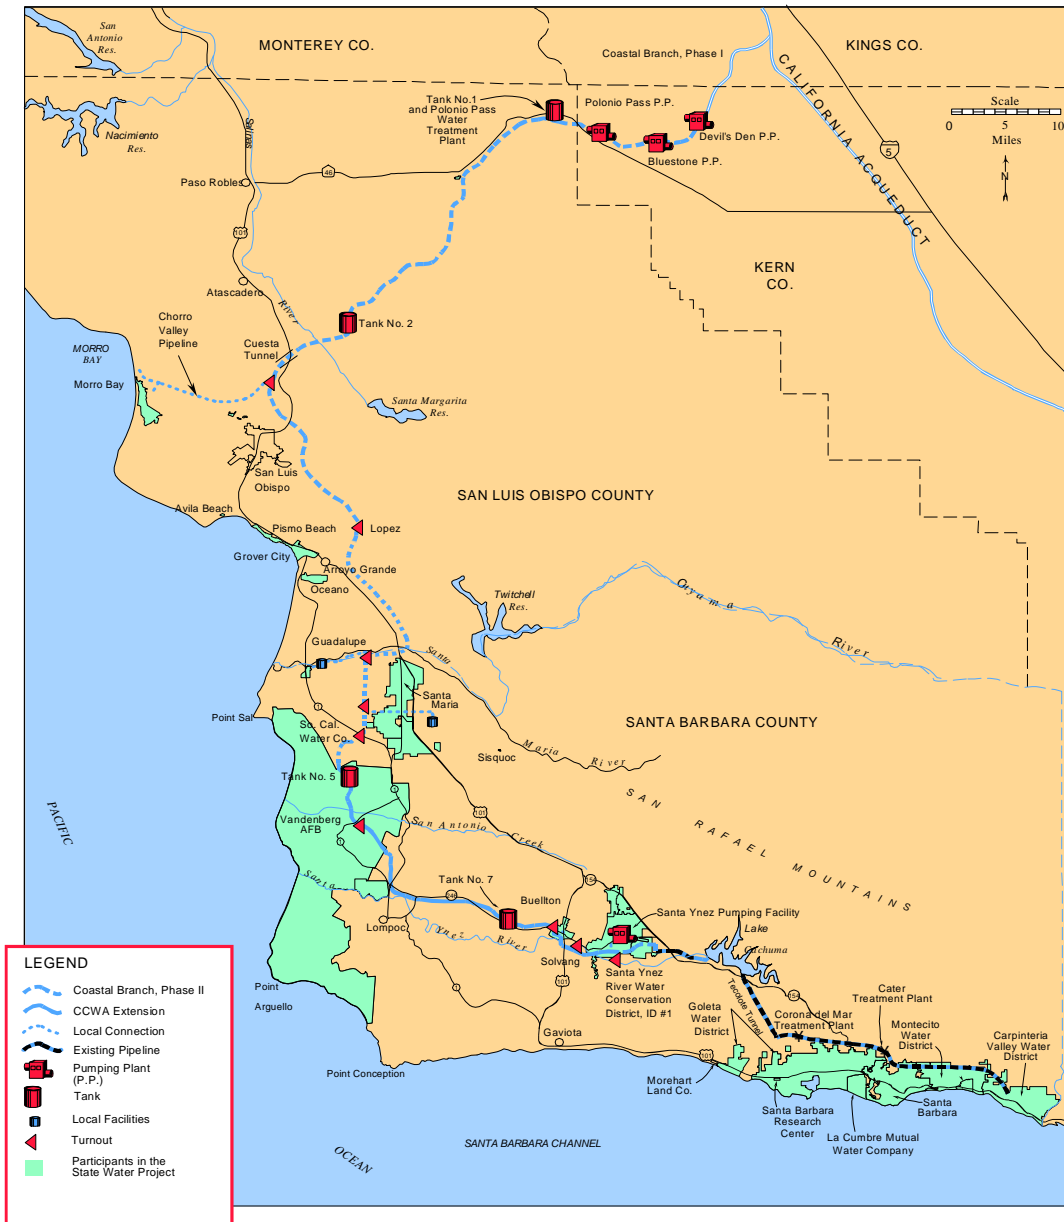 San
Antonio
Res.
MONTEREY CO.
Coastal Branch, Phase I
KINGS CO.
CALIFORNIA AQUEDUCT
Scale
0 5 10
Miles
N
5
Tank No.1
and Polonio Pass
Water
Treatment
Plant
Polonio Pass P.P.
Devil's Den P.P.
Bluestone P.P.
Nacimiento
Res.
Salinas
River
Paso Robles
46
101
KERN
CO.
Atascadero
Chorro
Valley
Pipeline
Tank No. 2
Cuesta
Tunnel
MORRO
BAY
Morro Bay
Santa Margarita
Res.
San Luis
Obispo
SAN LUIS OBISPO COUNTY
Avila Beach
Pismo Beach
Lopez
Grover City
Arroyo Grande
Oceano
Twitchell
Res.
Cuyama
River
Guadalupe
Santa
Maria
River
Santa
Maria
Point Sal
So. Cal.
Water Co.
SANTA BARBARA COUNTY
Sisquoc
Tank No. 5
1
SAN
RAFAEL MOUNTAINS
PACIFIC
OCEAN
Vandenberg
AFB
San Antonio
Creek
101
154
Santa
Ynez River
Tank No. 7
246
Buellton
Lompoc
Santa Ynez Pumping Facility
Lake
Cachuma
Solvang
101
Santa Ynez
River Water
Conservation
District, ID #1
154
Point
Arguello
Tecolote Tunnel
Goleta
Water
District
Corona del Mar
Treatment Plant
Cater
Treatment Plant
Montecito
Water
District
Carpinteria
Valley Water
District
Gaviota
101
Point Conception
Morehart
Land Co.
Santa Barbara
Research
Center
La Cumbre Mutual
Water Company
Santa
Barbara
SANTA BARBARA CHANNEL
LEGEND
Coastal Branch, Phase II
CCWA Extension
Local Connection
Existing Pipeline
Pumping Plant
(P.P.)
Tank
Local Facilities
Turnout
Participants in the
State Water Project